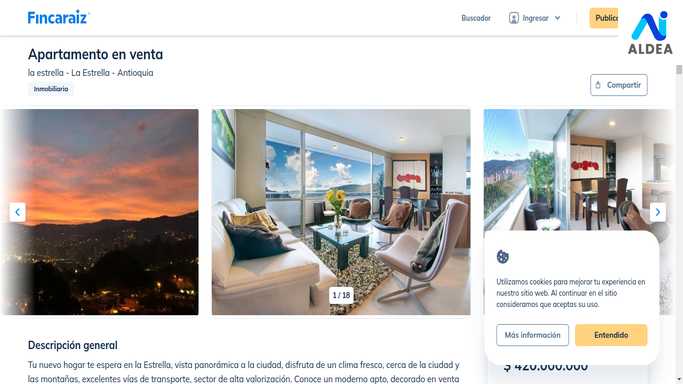 Fincaraiz
Buscador
Ingresar
Public
ALDEA
Apartamento en venta
la estrella - La Estrella - Antioquia
Inmobiliario
Compartir
1 / 18
Utilizamos cookies para mejorar tu experiencia en
nuestro sitio web. Al continuar en el sitio
consideramos que aceptas su uso.
Más información
Entendido
$ 420.000.000
Descripción general
Tu nuevo hogar te espera en la Estrella, vista panorámica a la ciudad, disfruta de un clima fresco, cerca de la ciudad y
las montañas, excelentes vías de transporte, sector de alta valorización. Conoce un moderno apto, decorado en venta